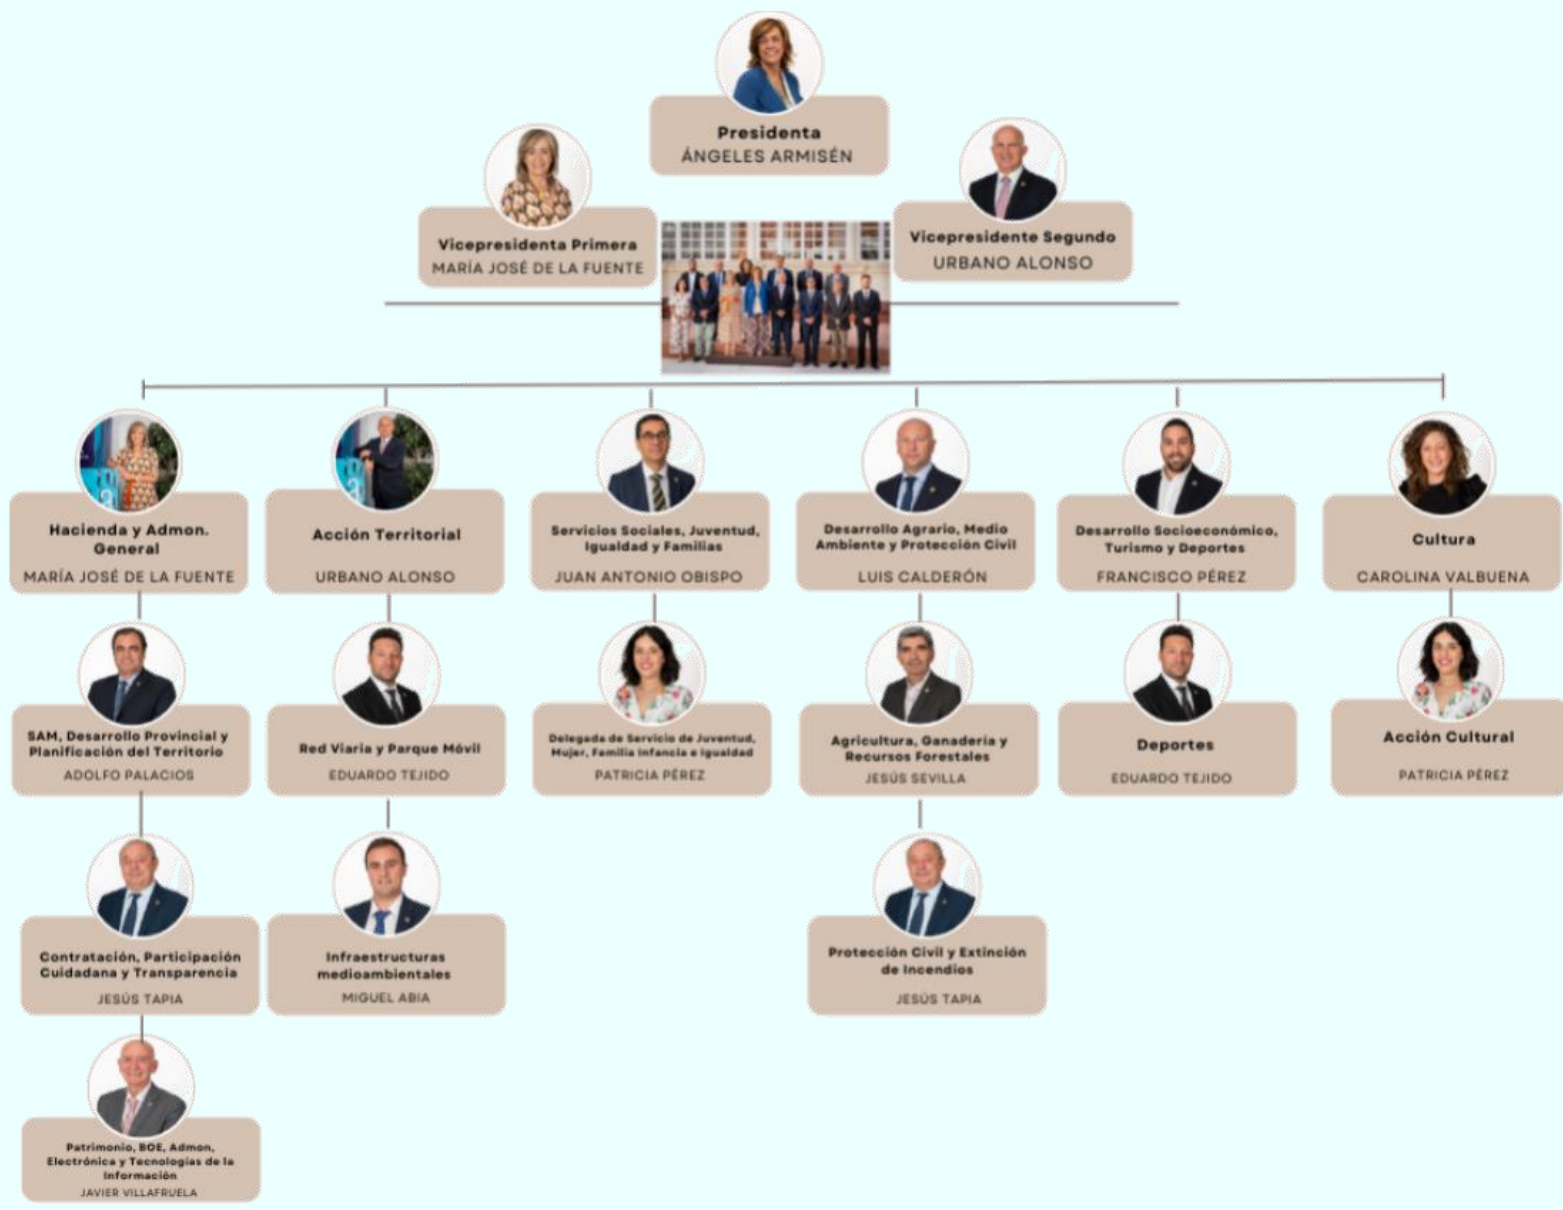 Presidenta
ÁNGELES ARMISÉN
Vicepresidenta Primera
MARÍA JOSÉ DE LA FUENTE
Vicepresidente Segundo
URBANO ALONSO
Hacienda y Admon.
General
MARÍA JOSÉ DE LA FUENTE
Acción Territorial
URBANO ALONSO
Servicios Sociales, Juventud,
Igualdad y Familias
JUAN ANTONIO OBISPO
Desarrollo Agrario, Medio
Ambiente y Protección Civil
LUIS CALDERÓN
Desarrollo Socioeconómico,
Turismo y Deportes
FRANCISCO PÉREZ
Cultura
CAROLINA VALBUENA
SAM, Desarrollo Provincial y
Planificación del Territorio
ADOLFO PALACIOS
Red Viaria y Parque Móvil
EDUARDO TEJIDO
Delegada de Servicio de Juventud,
Mujer, Familia Infancia e Igualdad
PATRICIA PÉREZ
Agricultura, Ganadería y
Recursos Forestales
JESÚS SEVILLA
Deportes
EDUARDO TEJIDO
Acción Cultural
PATRICIA PÉREZ
Contratación, Participación
Cuidadana y Transparencia
JESÚS TAPIA
Infraestructuras
medioambientales
MIGUEL ABIA
Protección Civil y Extinción
de Incendios
JESÚS TAPIA
Patrimonio, BOE, Admon,
Electrónica y Tecnologías de la
Información
JAVIER VILLAFRUELA